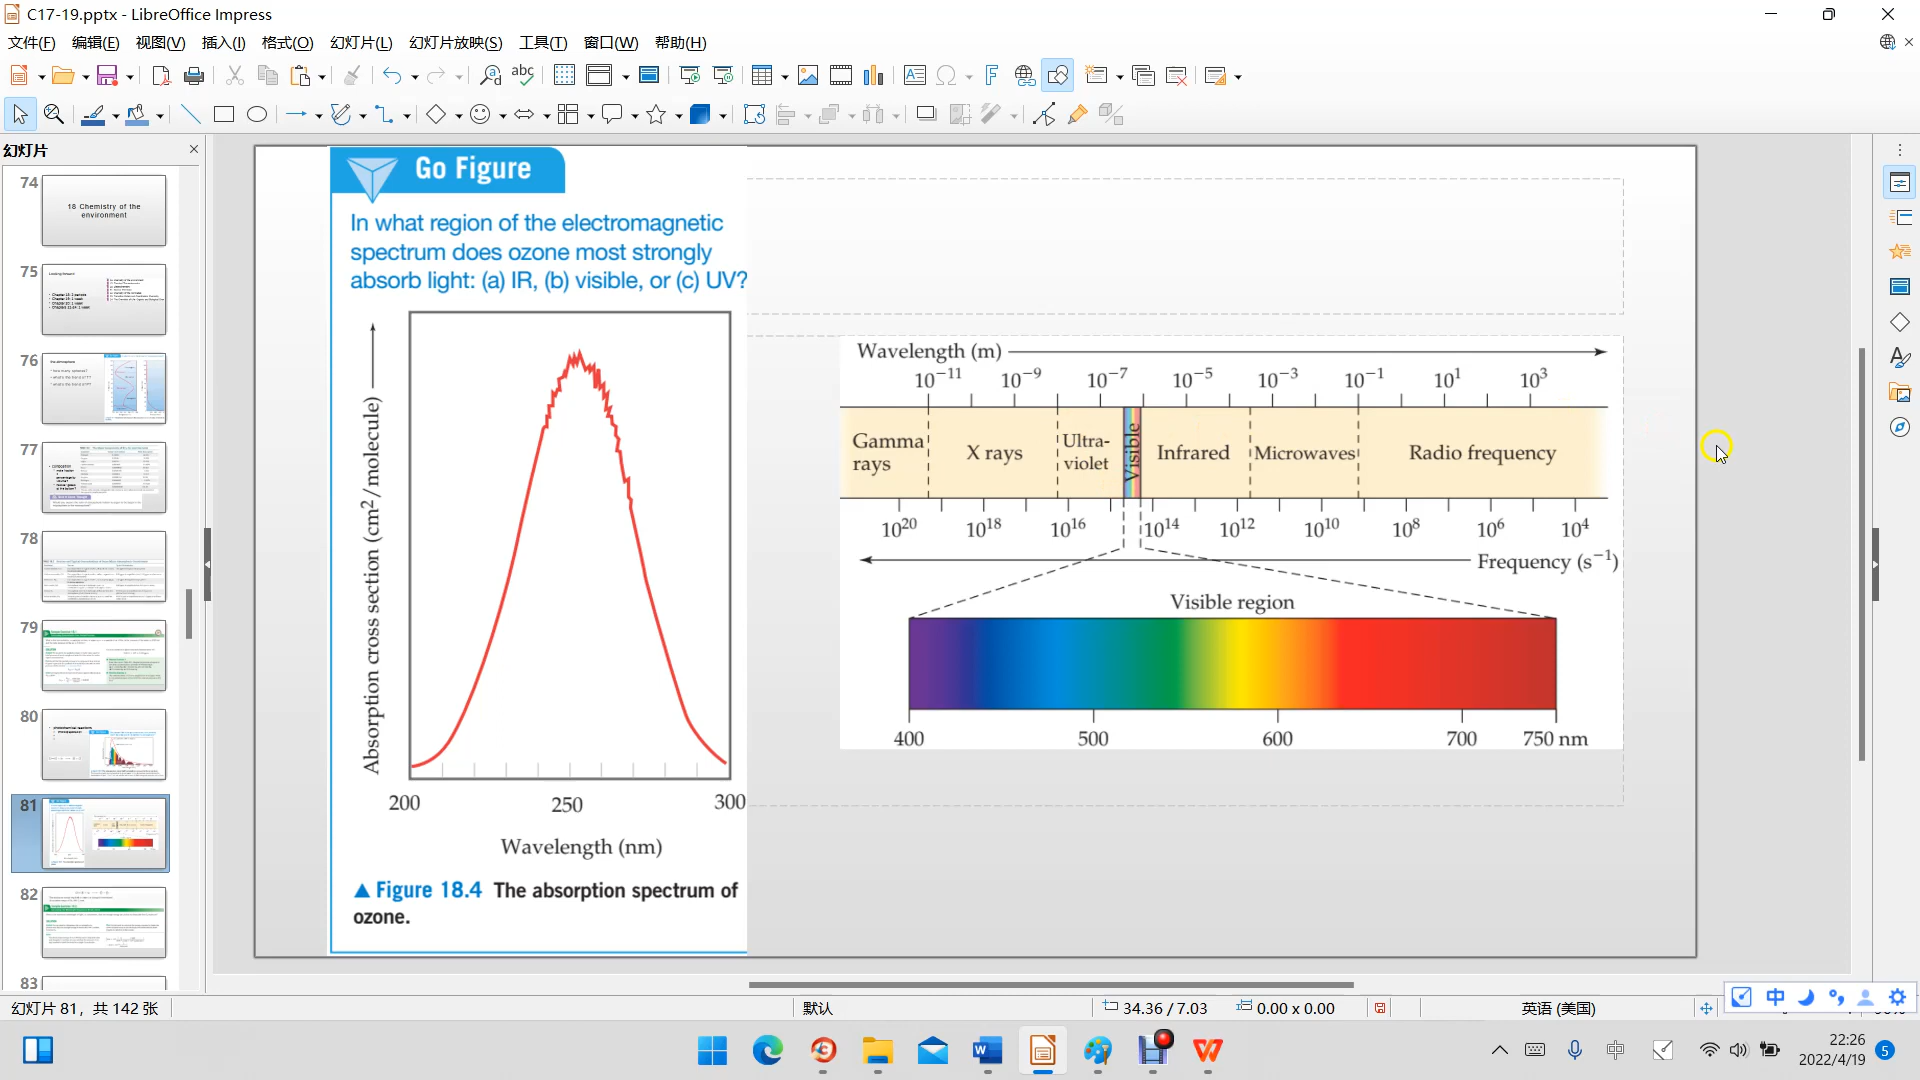 C17-19.pptx - LibreOffice Impress
文件(F) 编辑(E) 视图(V) 插入(I) 格式(O) 幻灯片(L) 幻灯片放映(S) 工具(T) 窗口(W) 帮助(H)
幻灯片
74
18 Chemistry of the
environment
75
76
77
78
79
80
81
82
83
Go Figure
In what region of the electromagnetic
spectrum does ozone most strongly
absorb light: (a) IR, (b) visible, or (c) UV?
Absorption cross section (cm²/molecule)
200 250 300
Wavelength (nm)
▲ Figure 18.4 The absorption spectrum of
ozone.
Wavelength (m)
10⁻¹¹ 10⁻⁹ 10⁻⁷ 10⁻⁵ 10⁻³ 10⁻¹ 10¹ 10³
Gamma
rays
X rays
Ultra-
violet
Visible
Infrared
Microwaves
Radio frequency
10²⁰ 10¹⁸ 10¹⁶ 10¹⁴ 10¹² 10¹⁰ 10⁸ 10⁶ 10⁴
Frequency (s⁻¹)
Visible region
400 500 600 700 750 nm
幻灯片 81，共 142 张
默认
34.36 / 7.03
0.00 x 0.00
英语 (美国)
中
22:26
2022/4/19
5